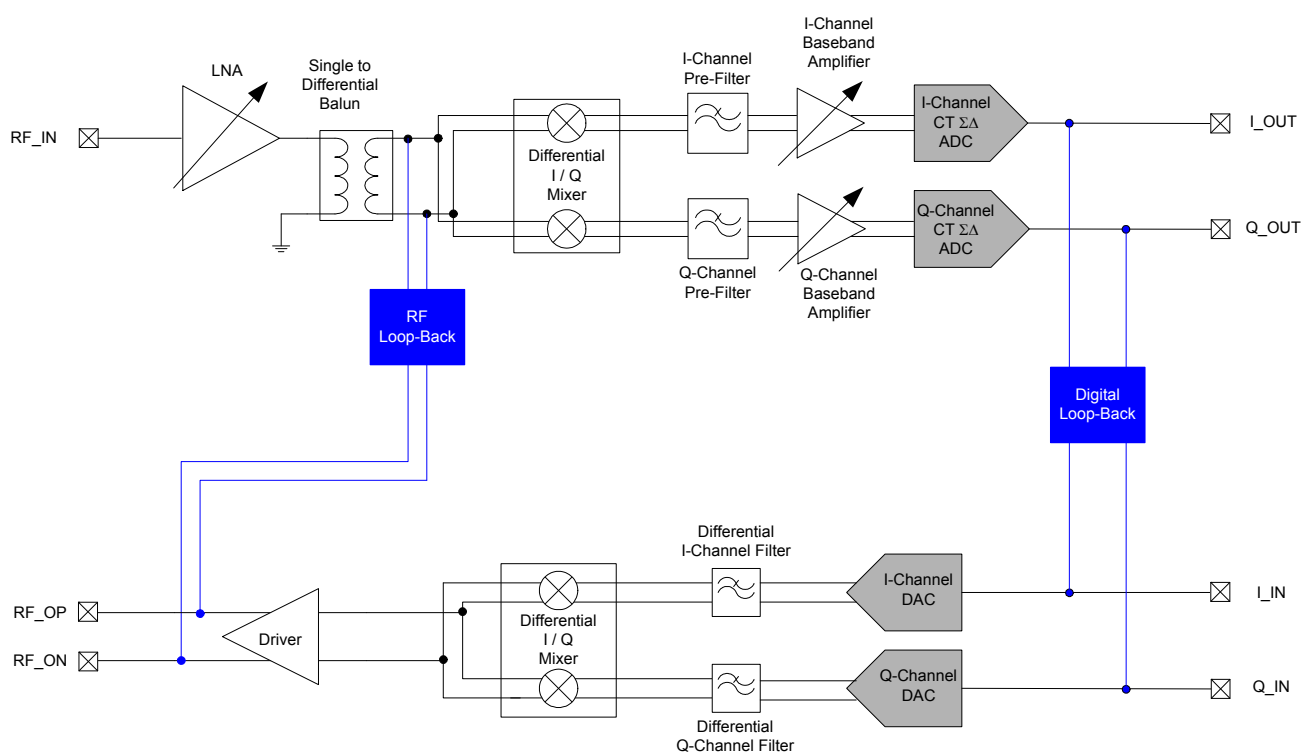 I-Channel
Baseband
Amplifier
LNA
Single to
Differential
Balun
I-Channel
Pre-Filter
RF_IN
I-Channel
CT ΣΔ
ADC
I_OUT
Differential
I / Q
Mixer
Q-Channel
CT ΣΔ
ADC
Q_OUT
Q-Channel
Pre-Filter
Q-Channel
Baseband
Amplifier
RF
Loop-Back
Digital
Loop-Back
Differential
I-Channel Filter
I-Channel
DAC
I_IN
RF_OP
Driver
Differential
I / Q
Mixer
RF_ON
Q-Channel
DAC
Q_IN
Differential
Q-Channel Filter